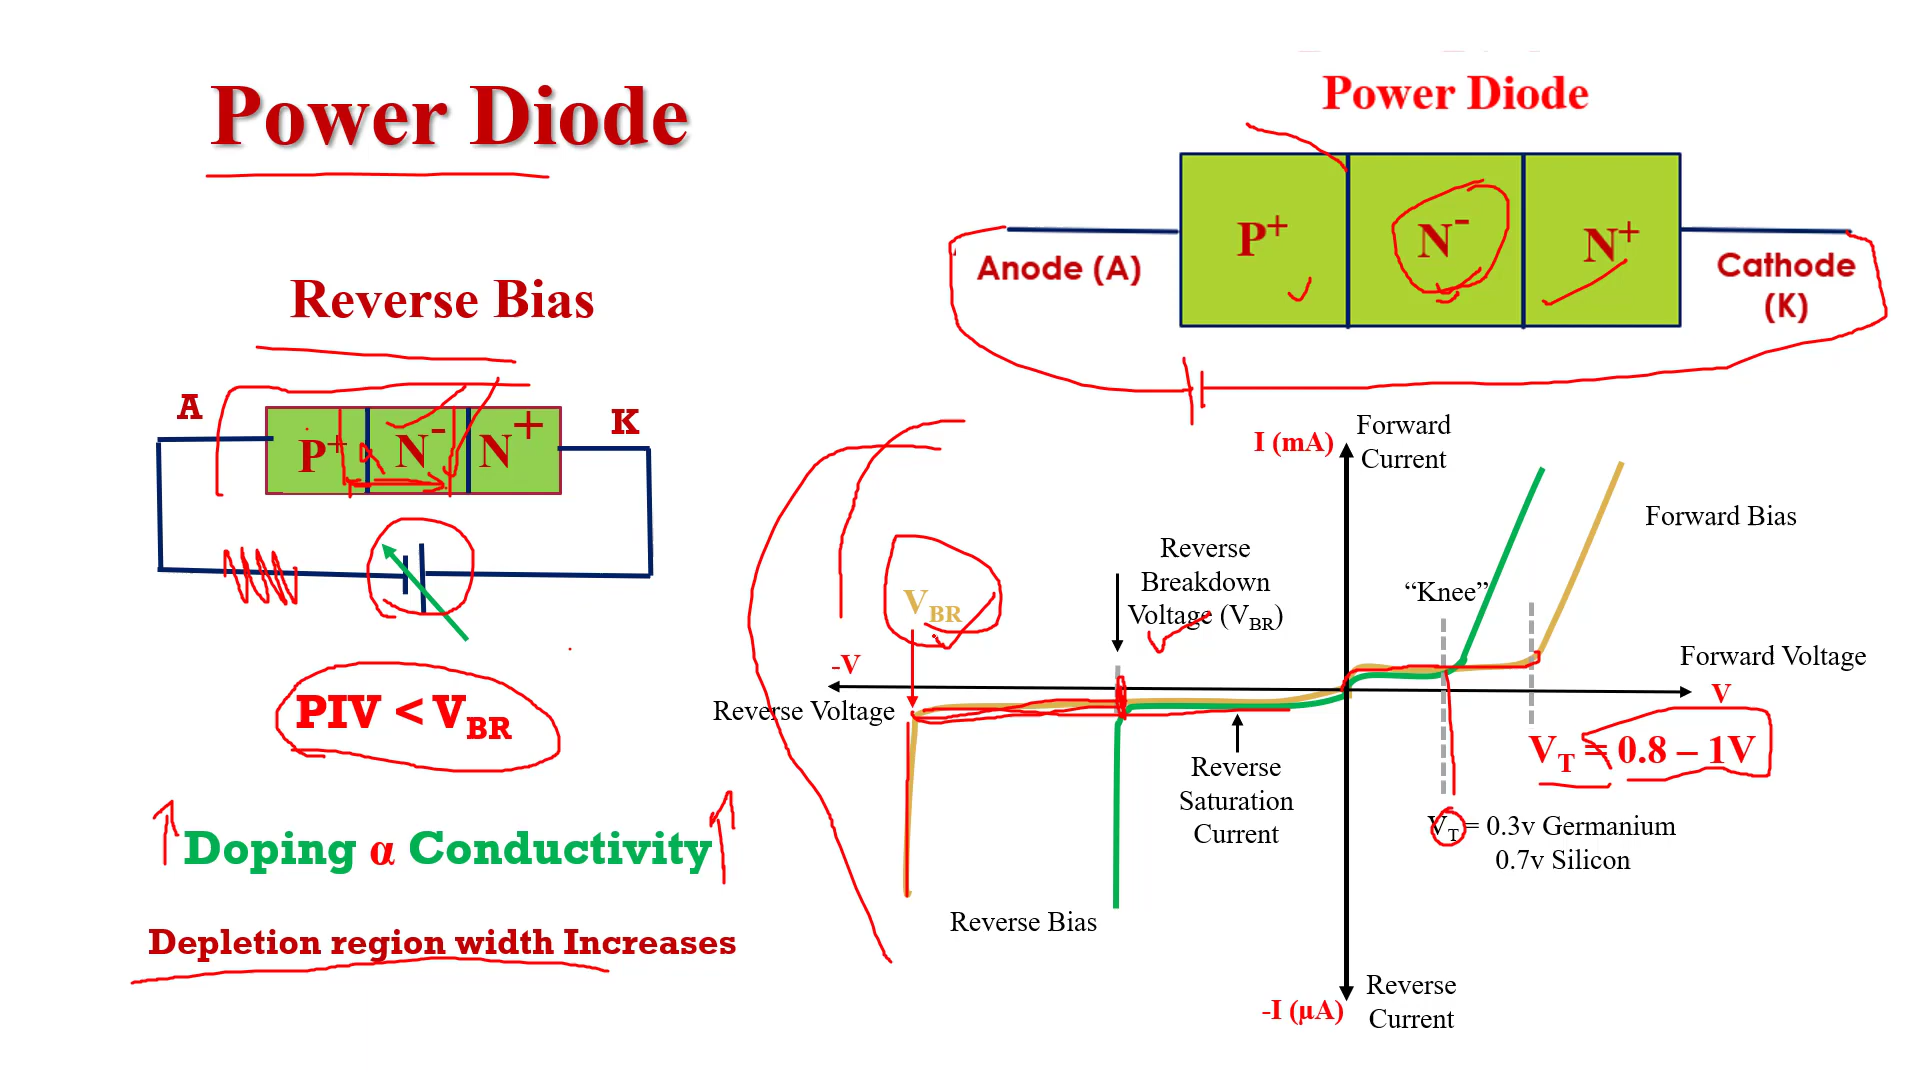 Power Diode
Reverse Bias
A
K
P+
N-
N+
PIV < VBR
Doping α Conductivity
Depletion region width Increases
Power Diode
P+
N-
N+
Anode (A)
Cathode
(K)
I (mA)
Forward
Current
Forward Bias
"Knee"
Reverse
Breakdown
Voltage (VBR)
VBR
-V
Forward Voltage
V
Reverse Voltage
VT = 0.8 – 1V
Reverse
Saturation
Current
VT = 0.3v Germanium
0.7v Silicon
Reverse Bias
-I (μA)
Reverse
Current